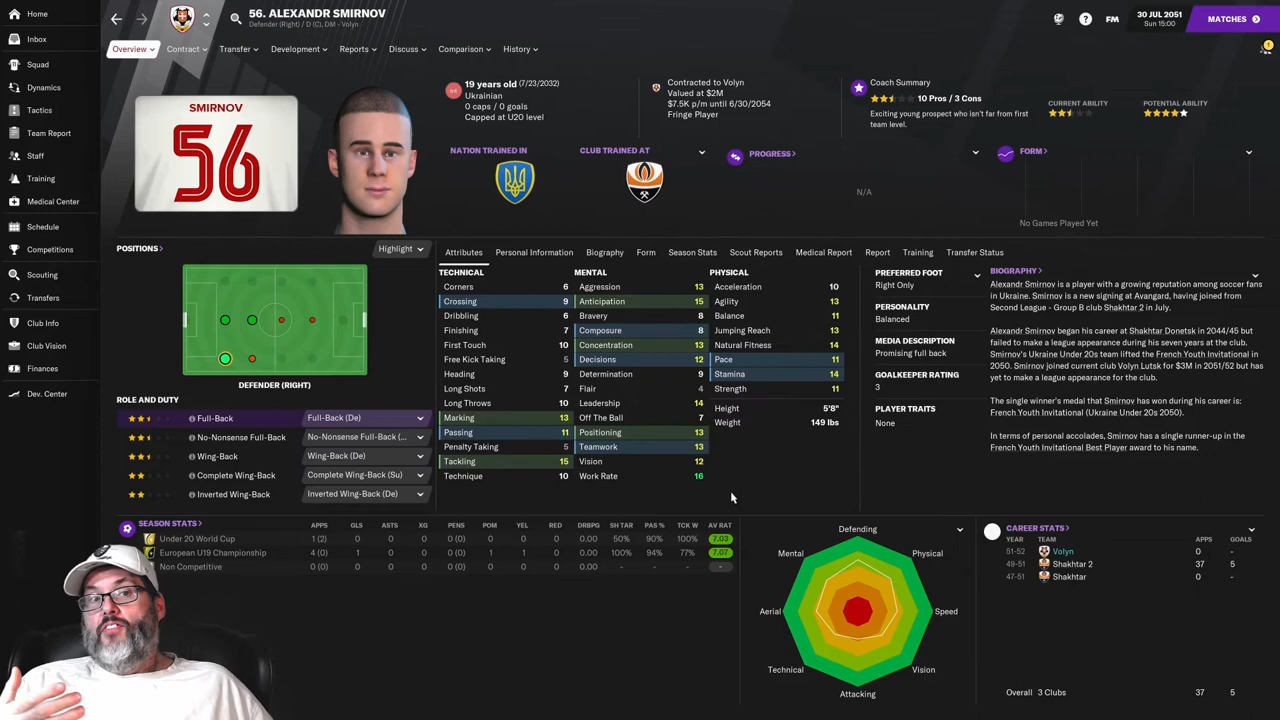 Home
Inbox
Squad
Dynamics
Tactics
Team Report
Staff
Training
Medical Center
Schedule
Competitions
Scouting
Transfers
Club Info
Club Vision
Finances
Dev. Center
56. ALEXANDR SMIRNOV
Defender (Right) / D (C), DM - Volyn
FM
30 JUL 2051
Sun 15:00
MATCHES
1
Overview
Contract
Transfer
Development
Reports
Discuss
Comparison
History
SMIRNOV
56
Int
19 years old (7/23/2032)
Ukrainian
0 caps / 0 goals
Capped at U20 level
Contracted to Volyn
Valued at $2M
$7.5K p/m until 6/30/2054
Fringe Player
Coach Summary
10 Pros / 3 Cons
Exciting young prospect who isn't far from first
team level.
CURRENT ABILITY
POTENTIAL ABILITY
NATION TRAINED IN
CLUB TRAINED AT
PROGRESS
N/A
FORM
No Games Played Yet
POSITIONS
Highlight
DEFENDER (RIGHT)
ROLE AND DUTY
Full-Back
Full-Back (De)
No-Nonsense Full-Back
No-Nonsense Full-Back (...
Wing-Back
Wing-Back (De)
Complete Wing-Back
Complete Wing-Back (Su)
Inverted Wing-Back
Inverted Wing-Back (De)
Attributes
Personal Information
Biography
Form
Season Stats
Scout Reports
Medical Report
Report
Training
Transfer Status
TECHNICAL
Corners 6
Crossing 9
Dribbling 6
Finishing 7
First Touch 10
Free Kick Taking 5
Heading 9
Long Shots 7
Long Throws 10
Marking 13
Passing 11
Penalty Taking 5
Tackling 15
Technique 10
MENTAL
Aggression 13
Anticipation 15
Bravery 8
Composure 8
Concentration 13
Decisions 12
Determination 9
Flair 4
Leadership 14
Off The Ball 7
Positioning 13
Teamwork 13
Vision 12
Work Rate 16
PHYSICAL
Acceleration 10
Agility 13
Balance 11
Jumping Reach 13
Natural Fitness 14
Pace 11
Stamina 14
Strength 11
Height 5'8"
Weight 149 lbs
PREFERRED FOOT
Right Only
PERSONALITY
Balanced
MEDIA DESCRIPTION
Promising full back
GOALKEEPER RATING
3
PLAYER TRAITS
None
BIOGRAPHY
Alexandr Smirnov is a player with a growing reputation among soccer fans
in Ukraine. Smirnov is a new signing at Avangard, having joined from
Second League - Group B club Shakhtar 2 in July.
Alexandr Smirnov began his career at Shakhtar Donetsk in 2044/45 but
failed to make a league appearance during his seven years at the club.
Smirnov's Ukraine Under 20s team lifted the French Youth Invitational in
2050. Smirnov joined current club Volyn Lutsk for $3M in 2051/52 but has
yet to make a league appearance for the club.
The single winner's medal that Smirnov has won during his career is:
French Youth Invitational (Ukraine Under 20s 2050).
In terms of personal accolades, Smirnov has a single runner-up in the
French Youth Invitational Best Player award to his name.
SEASON STATS
APPS GLS ASTS XG PENS POM YEL RED DRBPG SH TAR PAS % TCK W AV RAT
Under 20 World Cup 1 (2) 0 0 0 0 (0) 0 0 0 0.00 50% 90% 100% 7.03
European U19 Championship 4 (0) 1 0 0 0 (0) 1 1 0 0.00 100% 94% 77% 7.07
Non Competitive 0 (0) 0 0 0 0 (0) 0 0 0 0.00 - - - -
Defending
Physical
Speed
Vision
Attacking
Technical
Aerial
Mental
CAREER STATS
YEAR TEAM APPS GOALS
51-52 Volyn 0 -
49-51 Shakhtar 2 37 5
47-51 Shakhtar 0 -
Overall 3 Clubs 37 5